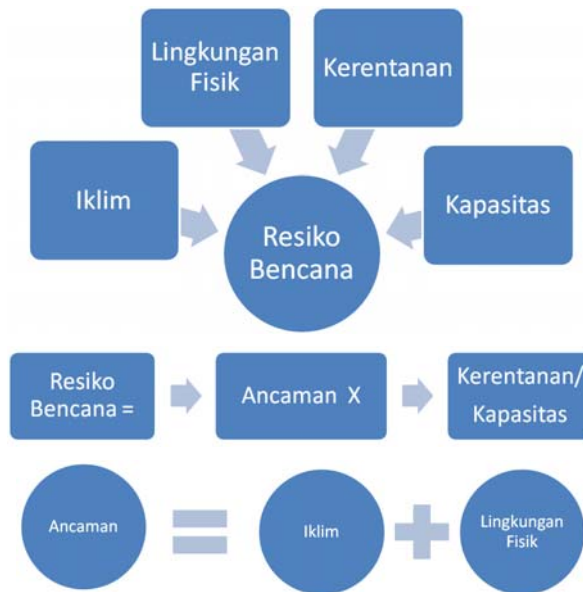 Lingkungan
Fisik
Kerentanan
Iklim
Kapasitas
Resiko
Bencana
Resiko
Bencana =
Ancaman X
Kerentanan/
Kapasitas
Ancaman
=
Iklim
+
Lingkungan
Fisik